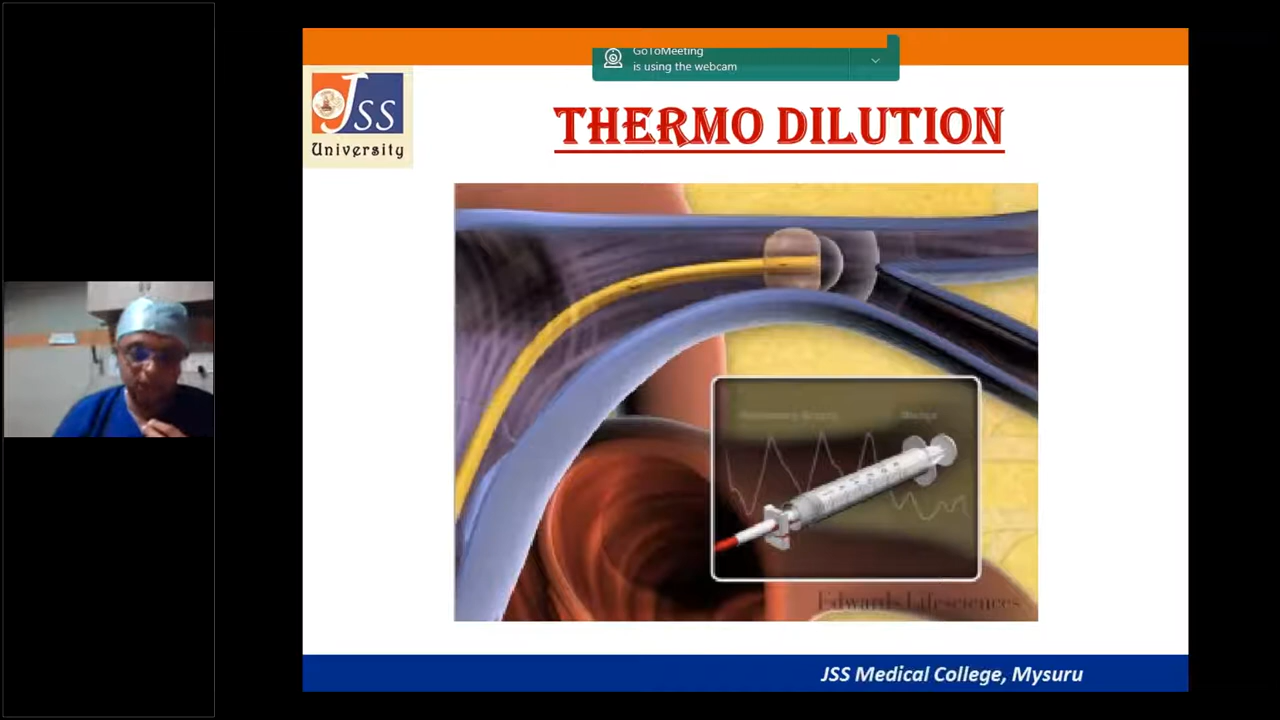 GoToMeeting
is using the webcam
JSS
University
THERMO DILUTION
Edwards Lifesciences
JSS Medical College, Mysuru